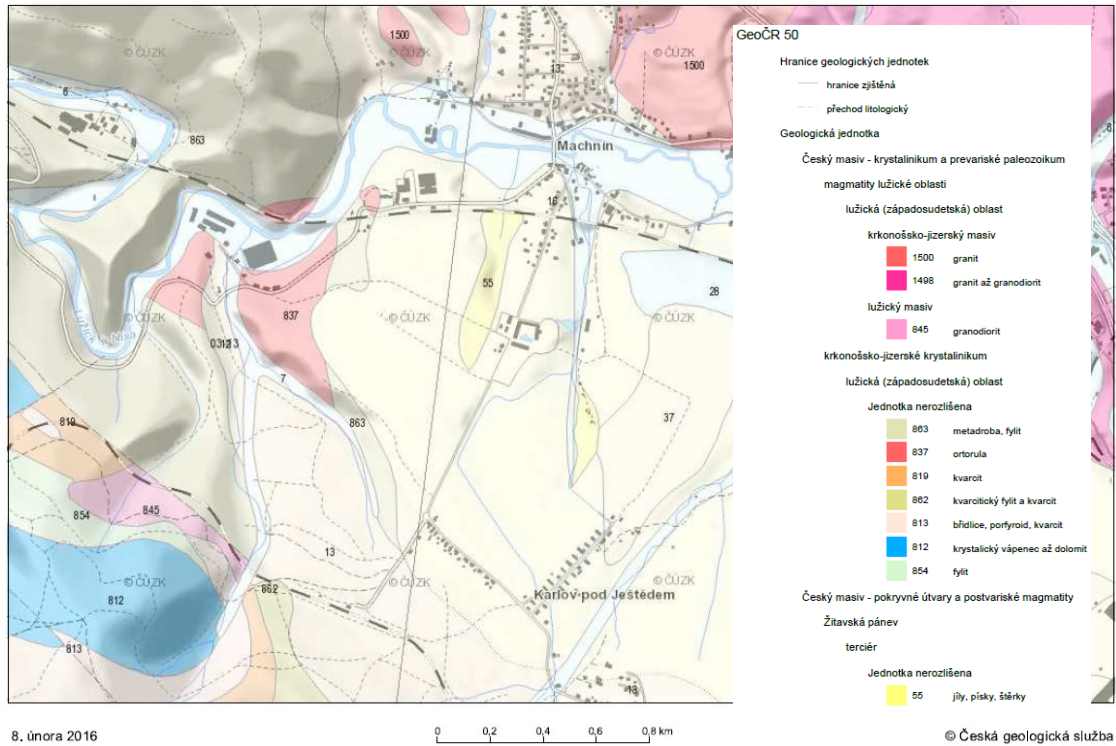 © ČÚZK
1500
© ČÚZK
1500
13
6
863
Machnín
1
16
55
28
© ČÚZK
837
© ČÚZK
© ČÚZK
Lužick Nisa
7
37
819
863
854
845
13
© ČÚZK
862
© ČÚZK
© ČÚZK
812
Karlov pod Ještědem
813
13
GeoČR 50
Hranice geologických jednotek
hranice zjištěná
přechod litologický
Geologická jednotka
Český masiv - krystalinikum a prevariské paleozoikum
magmatity lužické oblasti
lužická (západosudetská) oblast
krkonošsko-jizerský masiv
1500 granit
1498 granit až granodiorit
lužický masiv
845 granodiorit
krkonošsko-jizerské krystalinikum
lužická (západosudetská) oblast
Jednotka nerozlišena
863 metadroba, fylit
837 ortorula
819 kvarcit
862 kvarcitický fylit a kvarcit
813 břidlice, porfyroid, kvarcit
812 krystalický vápenec až dolomit
854 fylit
Český masiv - pokryvné útvary a postvariské magmatity
Žitavská pánev
terciér
Jednotka nerozlišena
55 jíly, písky, štěrky
8. února 2016
0 0,2 0,4 0,6 0,8 km
© Česká geologická služba